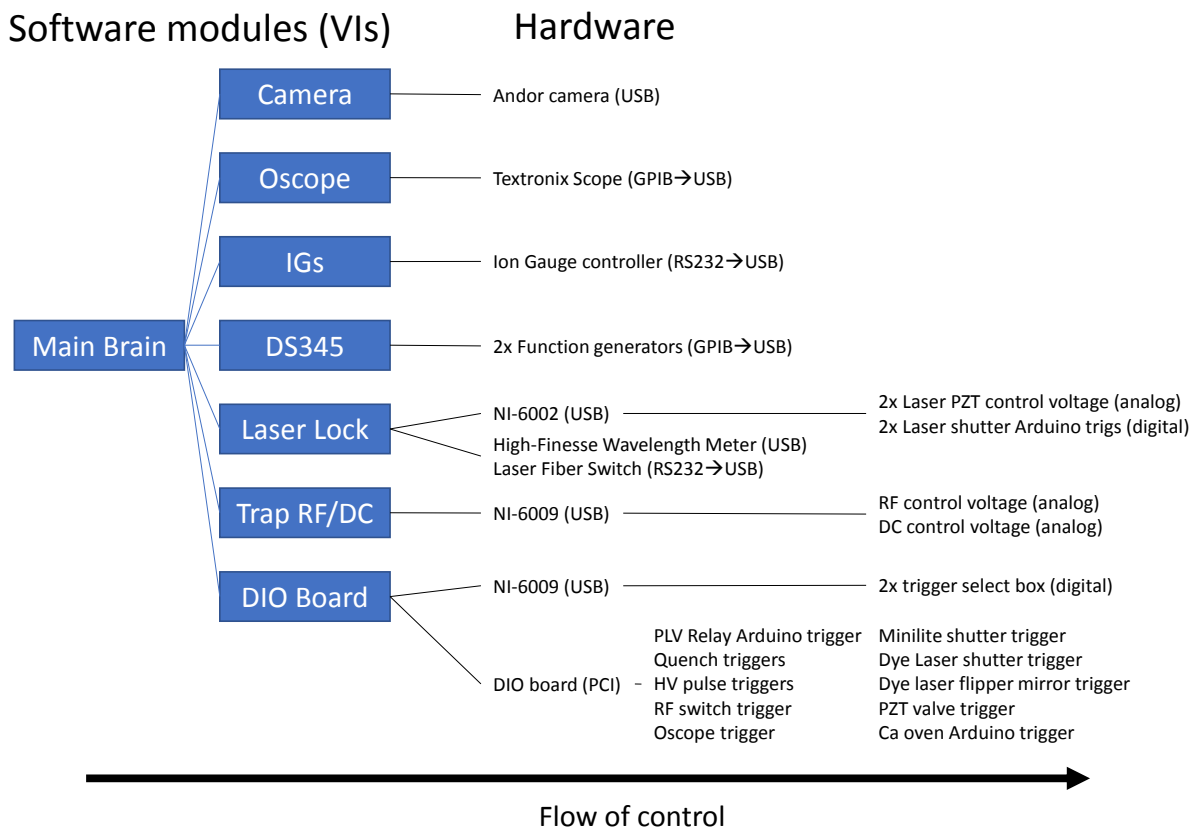 Software modules (VIs)
Hardware
Main Brain
Camera
Andor camera (USB)
Oscope
Textronix Scope (GPIB→USB)
IGs
Ion Gauge controller (RS232→USB)
DS345
2x Function generators (GPIB→USB)
Laser Lock
NI-6002 (USB)
2x Laser PZT control voltage (analog)
2x Laser shutter Arduino trigs (digital)
High-Finesse Wavelength Meter (USB)
Laser Fiber Switch (RS232→USB)
Trap RF/DC
NI-6009 (USB)
RF control voltage (analog)
DC control voltage (analog)
DIO Board
NI-6009 (USB)
2x trigger select box (digital)
DIO board (PCI)
PLV Relay Arduino trigger
Quench triggers
HV pulse triggers
RF switch trigger
Oscope trigger
Minilite shutter trigger
Dye Laser shutter trigger
Dye laser flipper mirror trigger
PZT valve trigger
Ca oven Arduino trigger
Flow of control